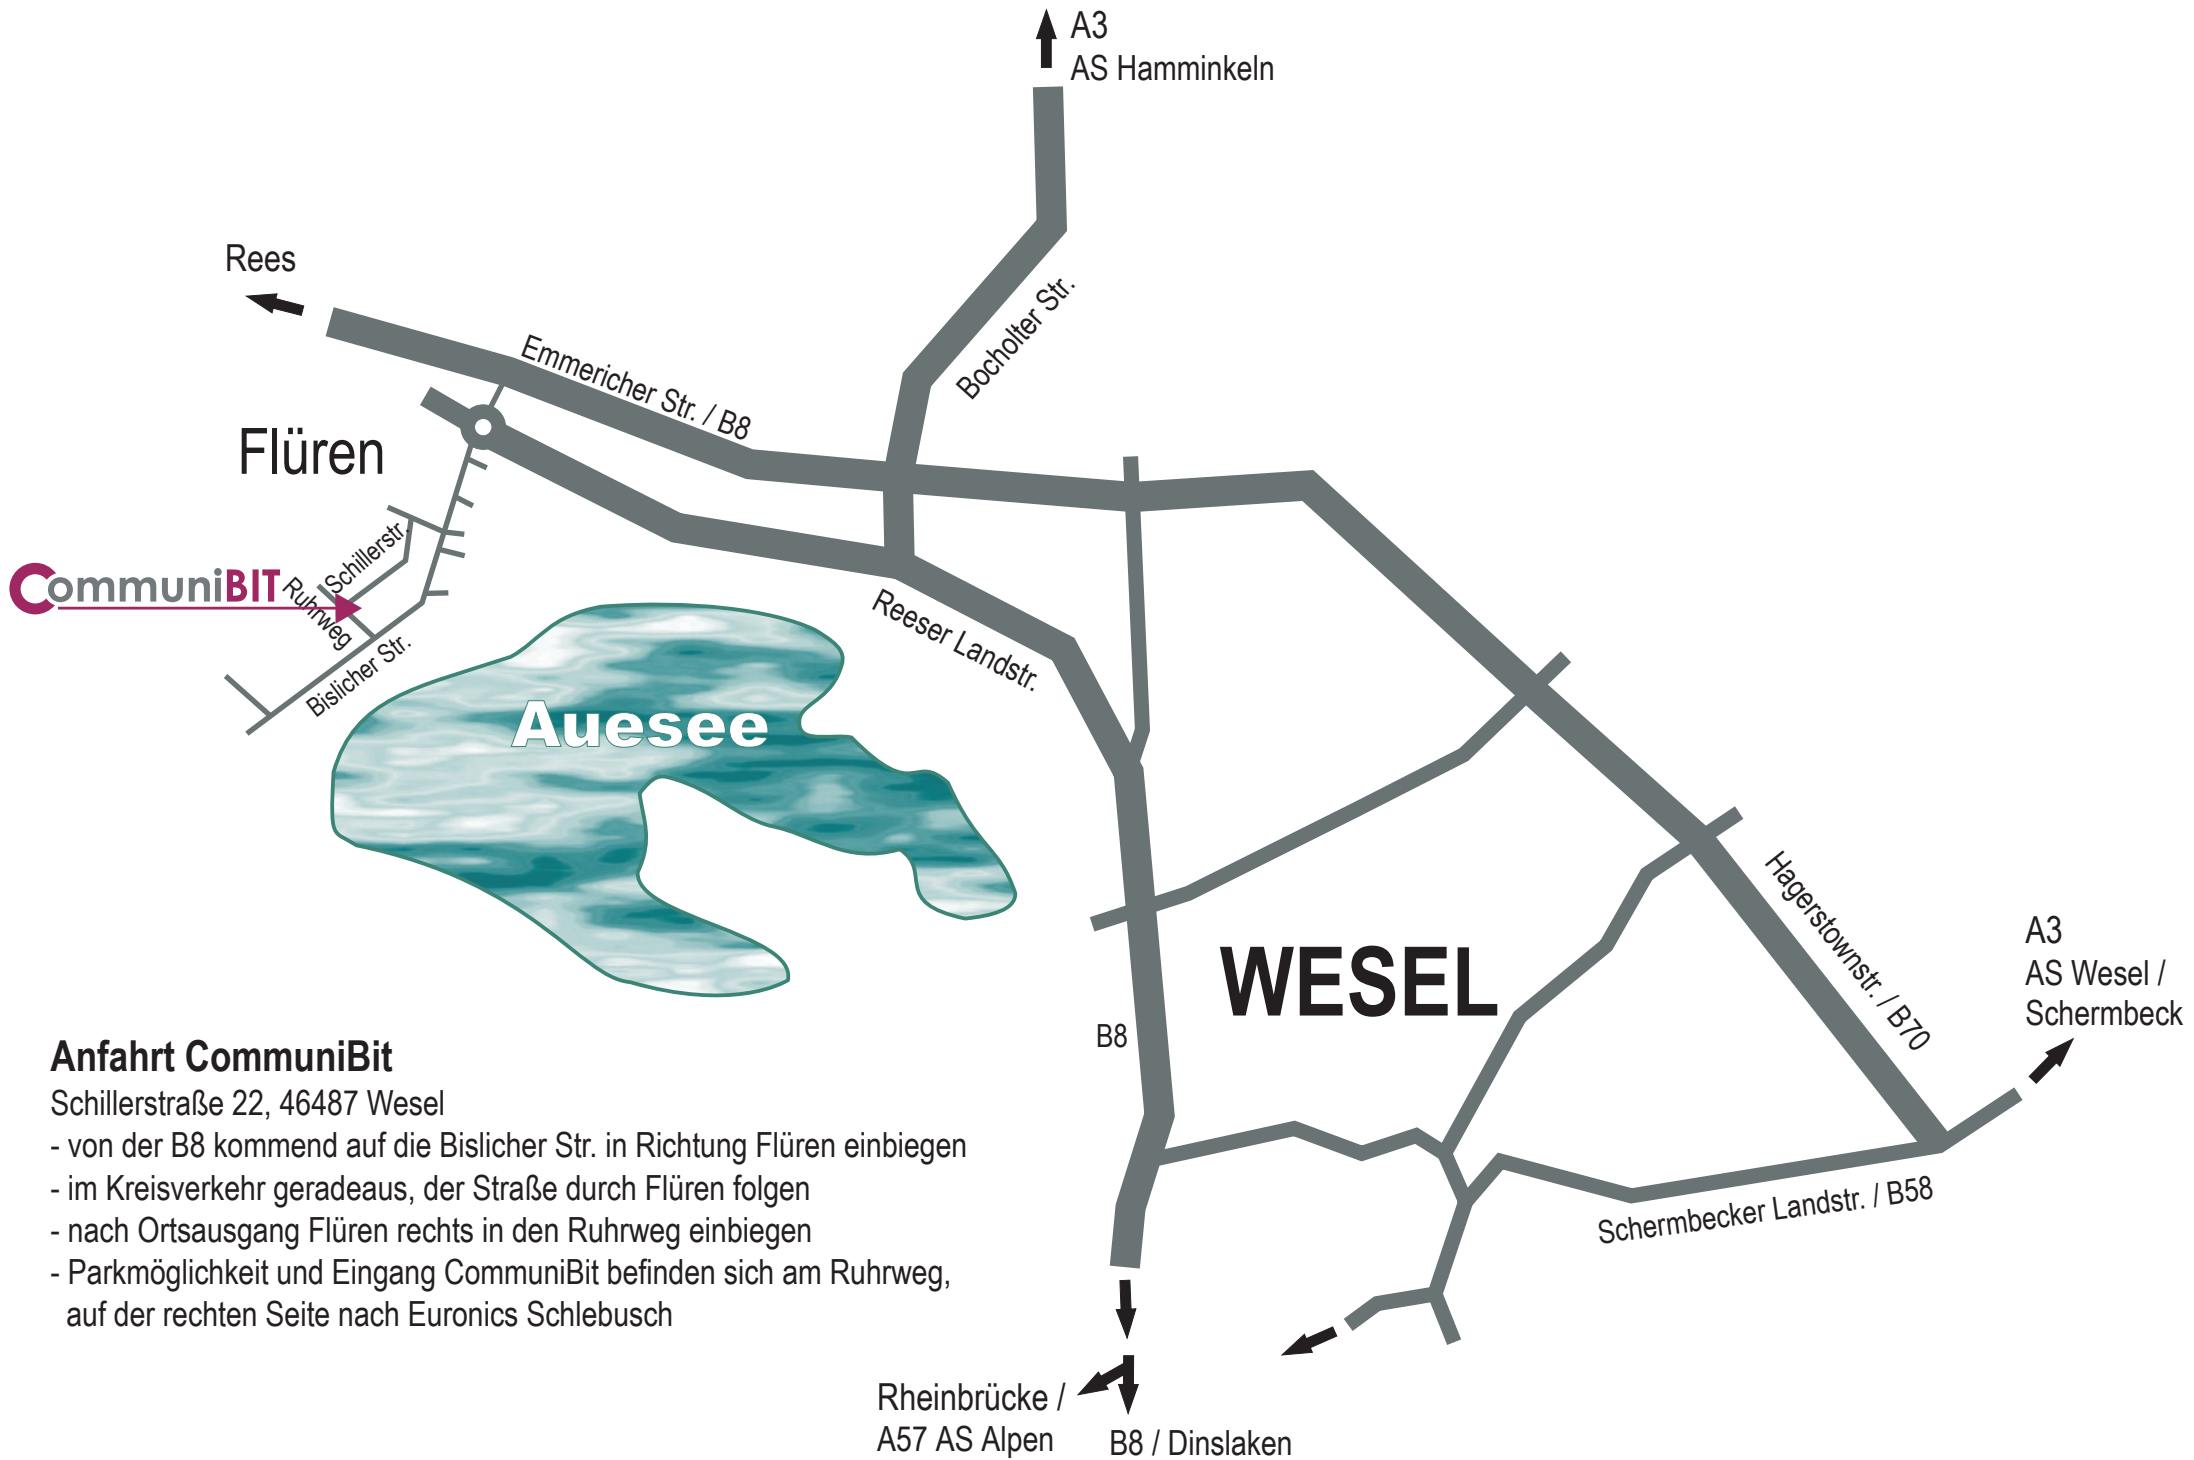 A3
AS Hamminkeln
Rees
Bocholter Str.
Emmericher Str. / B8
Flüren
Schillerstr.
CommuniBIT
Ruhrweg
Bislicher Str.
Reeser Landstr.
Auesee
Hagerstownstr. / B70
WESEL
A3
AS Wesel /
Schermbeck
B8
Anfahrt CommuniBit
Schillerstraße 22, 46487 Wesel
- von der B8 kommend auf die Bislicher Str. in Richtung Flüren einbiegen
- im Kreisverkehr geradeaus, der Straße durch Flüren folgen
- nach Ortsausgang Flüren rechts in den Ruhrweg einbiegen
- Parkmöglichkeit und Eingang CommuniBit befinden sich am Ruhrweg,
auf der rechten Seite nach Euronics Schlebusch
Schermbecker Landstr. / B58
Rheinbrücke /
A57 AS Alpen
B8 / Dinslaken